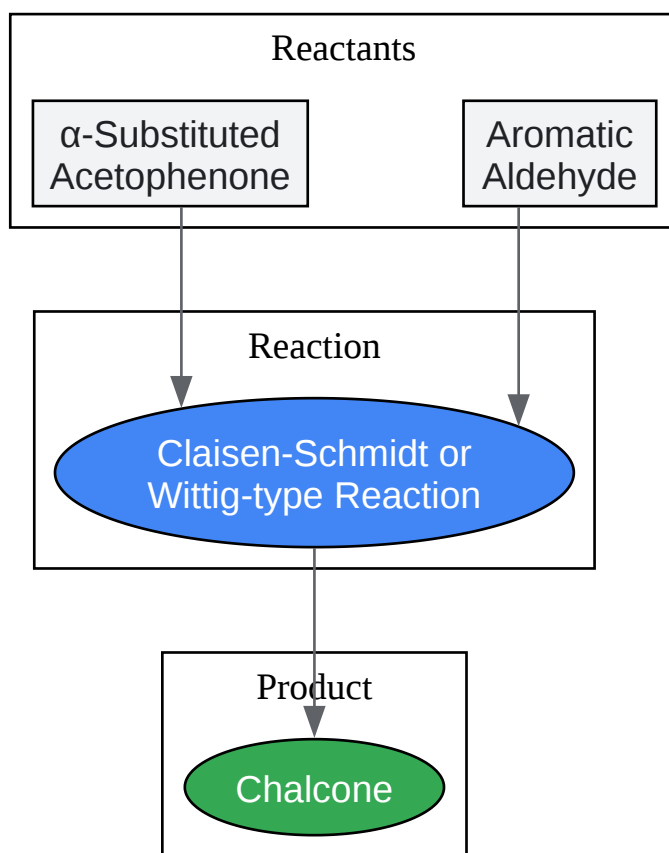 Reactants
α-Substituted
Acetophenone
Aromatic
Aldehyde
Reaction
Claisen-Schmidt or
Wittig-type Reaction
Product
Chalcone